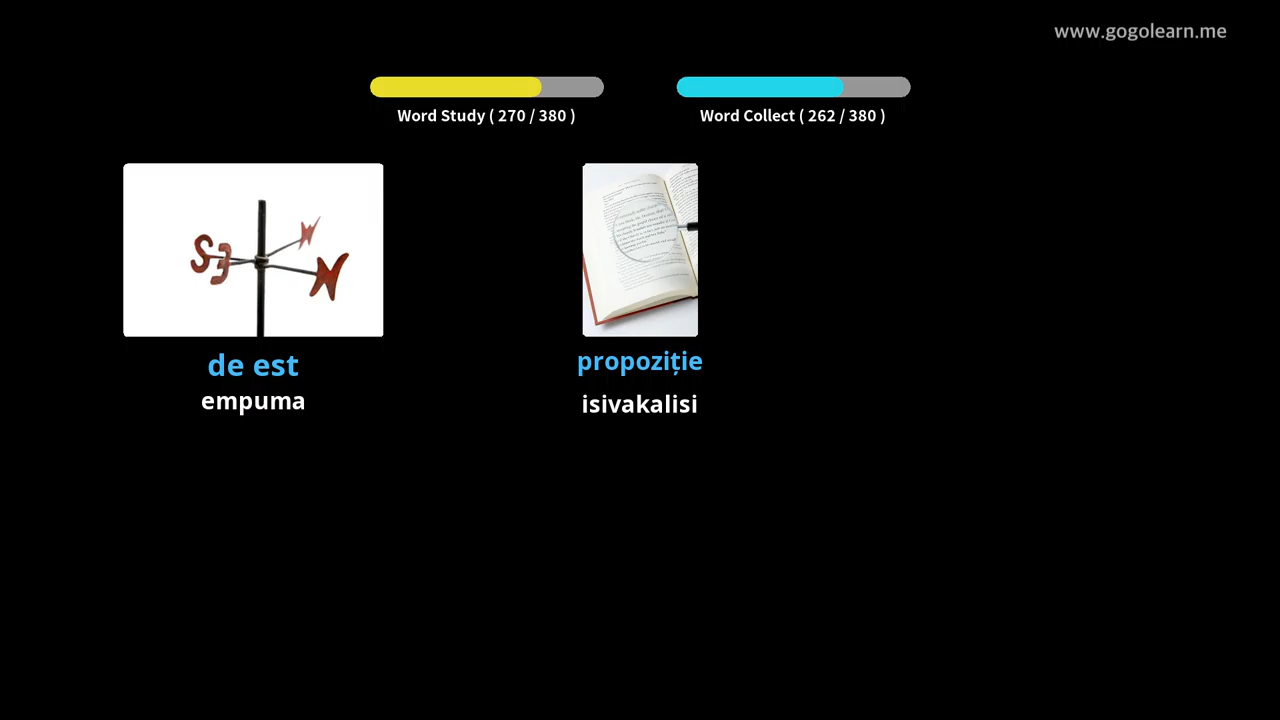 www.gogolearn.me
Word Study ( 270 / 380 )
Word Collect ( 262 / 380 )
de est
empuma
propoziție
isivakalisi